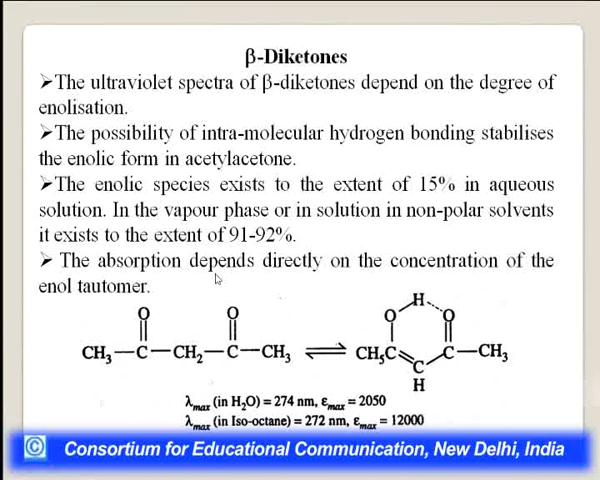 β-Diketones
➢The ultraviolet spectra of β-diketones depend on the degree of
enolisation.
➢The possibility of intra-molecular hydrogen bonding stabilises
the enolic form in acetylacetone.
➢The enolic species exists to the extent of 15% in aqueous
solution. In the vapour phase or in solution in non-polar solvents
it exists to the extent of 91-92%.
➢ The absorption depends directly on the concentration of the
enol tautomer.
O O H O O
CH₃—C—CH₂—C—CH₃ ⇌ CH₅C C C—CH₃
H
λmax (in H₂O) = 274 nm, εmax = 2050
λmax (in Iso-octane) = 272 nm, εmax = 12000
© Consortium for Educational Communication, New Delhi, India